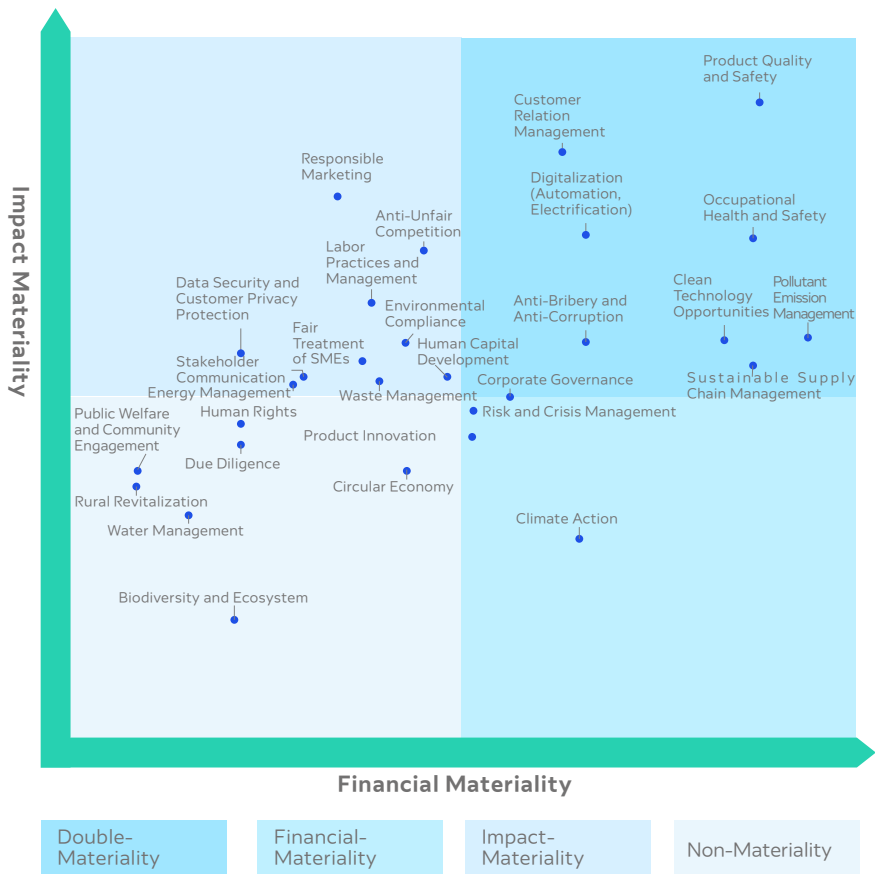 Product Quality
and Safety
Customer
Relation
Management
Responsible
Marketing
Digitalization
(Automation,
Electrification)
Occupational
Health and Safety
Anti-Unfair
Competition
Labor
Practices and
Management
Data Security and
Customer Privacy
Protection
Clean
Technology
Opportunities
Pollutant
Emission
Management
Anti-Bribery and
Anti-Corruption
Environmental
Compliance
Fair
Treatment
of SMEs
Human Capital
Development
Stakeholder
Communication
Energy Management
Waste Management
Corporate Governance
Sustainable Supply
Chain Management
Public Welfare
and Community
Engagement
Human Rights
Risk and Crisis Management
Product Innovation
Due Diligence
Circular Economy
Rural Revitalization
Water Management
Climate Action
Biodiversity and Ecosystem
Impact Materiality
Financial Materiality
Double-
Materiality
Financial-
Materiality
Impact-
Materiality
Non-Materiality